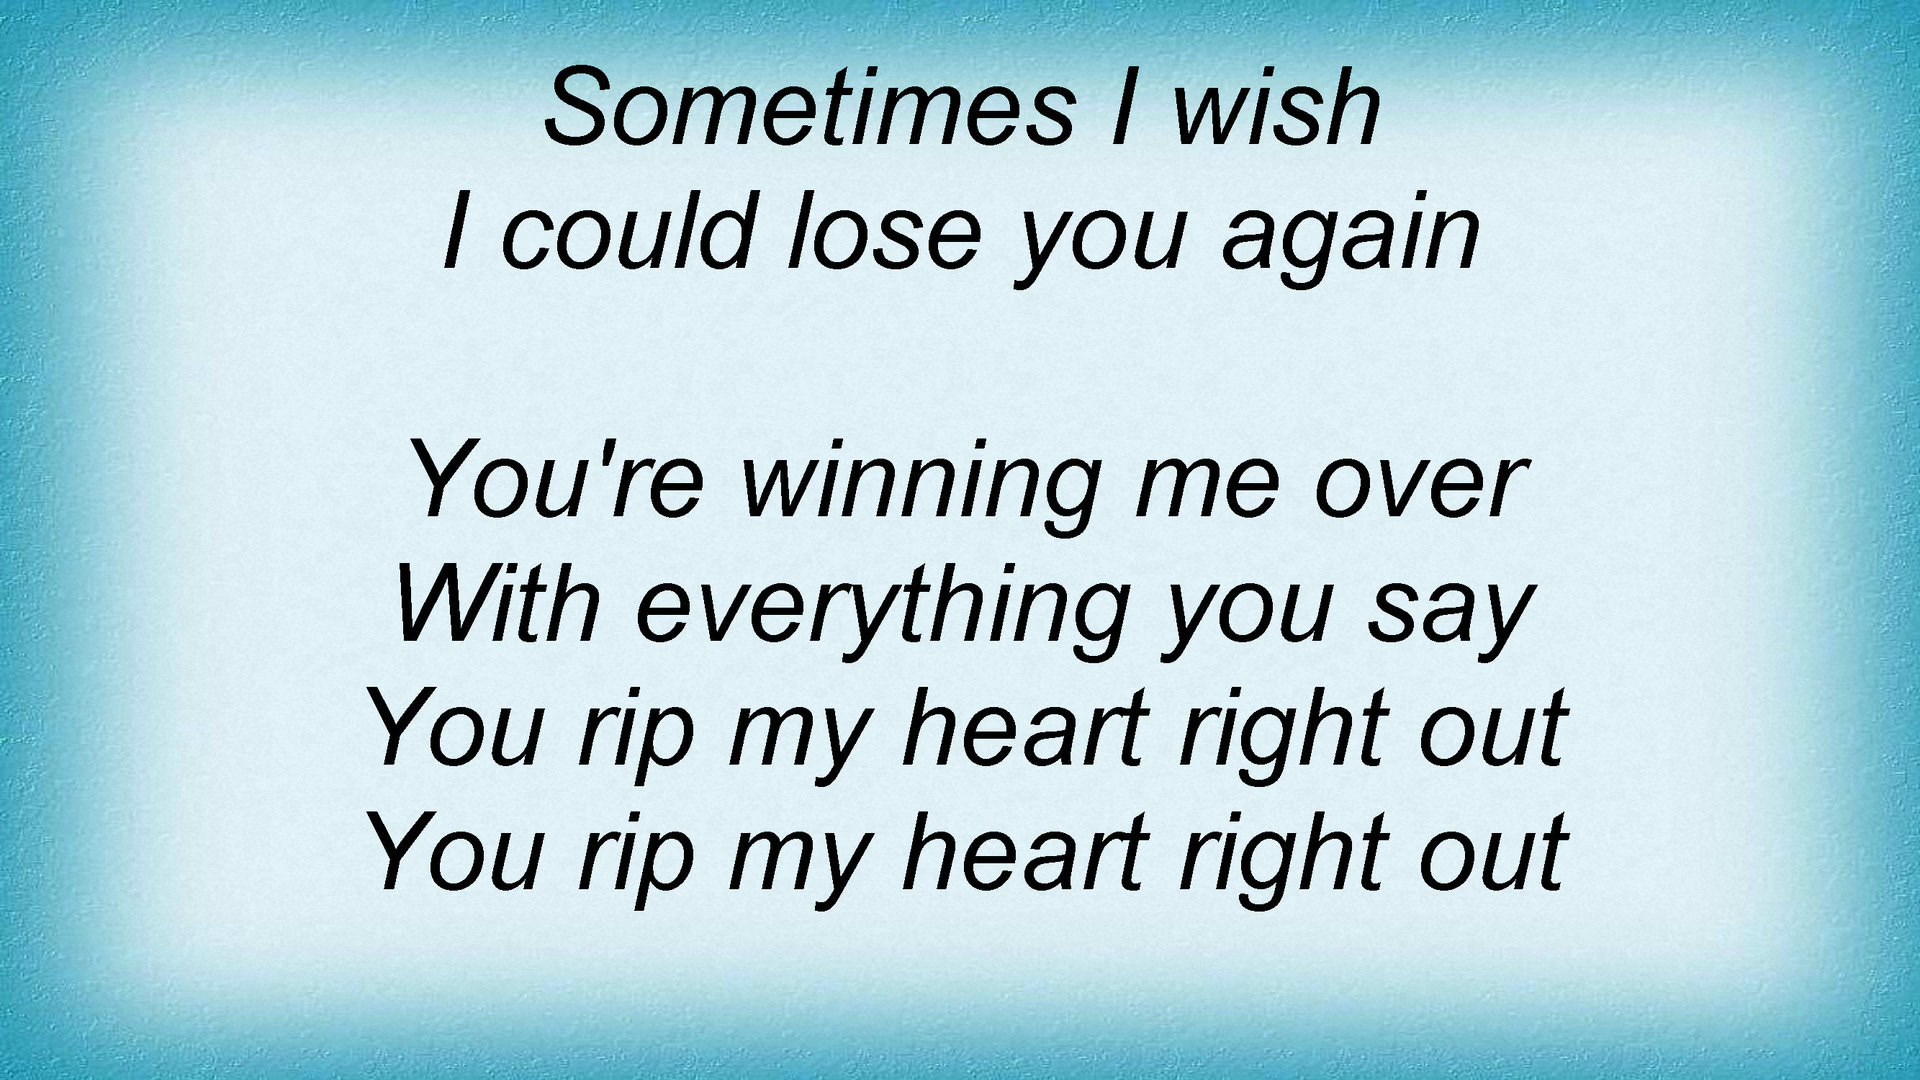 Sometimes I wish
I could lose you again
You're winning me over
With everything you say
You rip my heart right out
You rip my heart right out